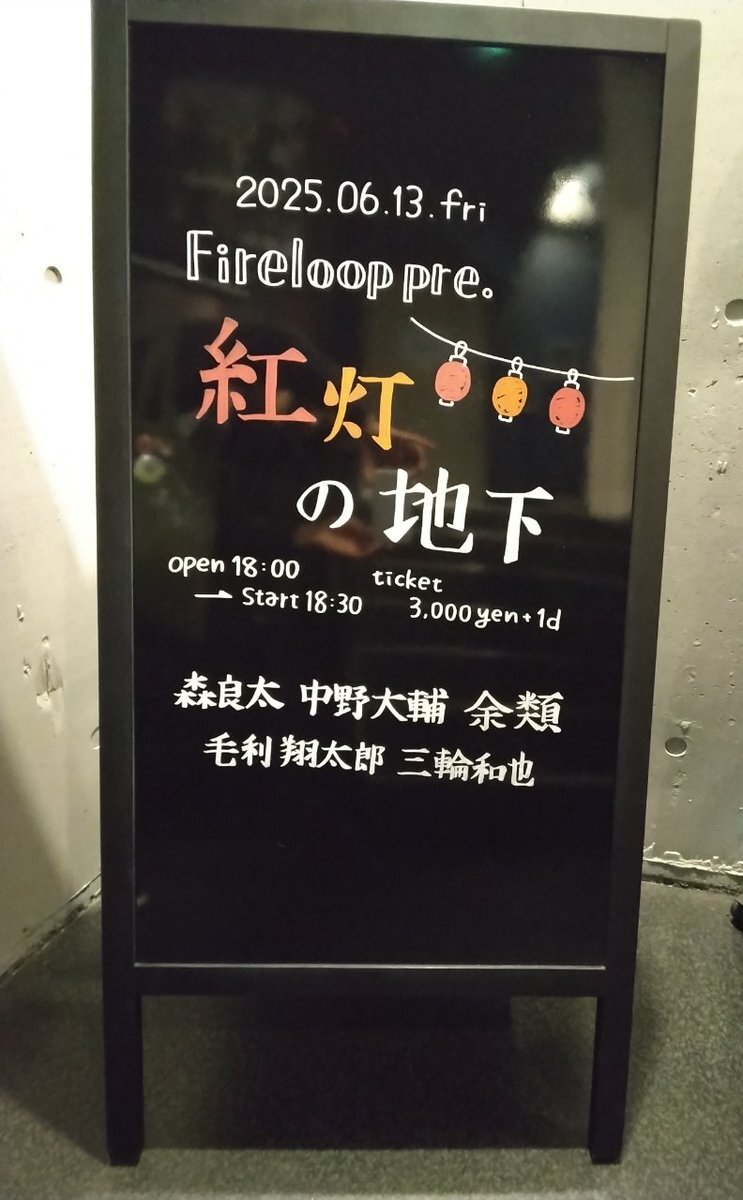 2025.06.13.fri
Fireloop pre.
紅灯
の地下
open 18:00
→ Start 18:30
ticket
3,000 yen + 1d
森良太 中野大輔 余類
毛利翔太郎 三輪和也